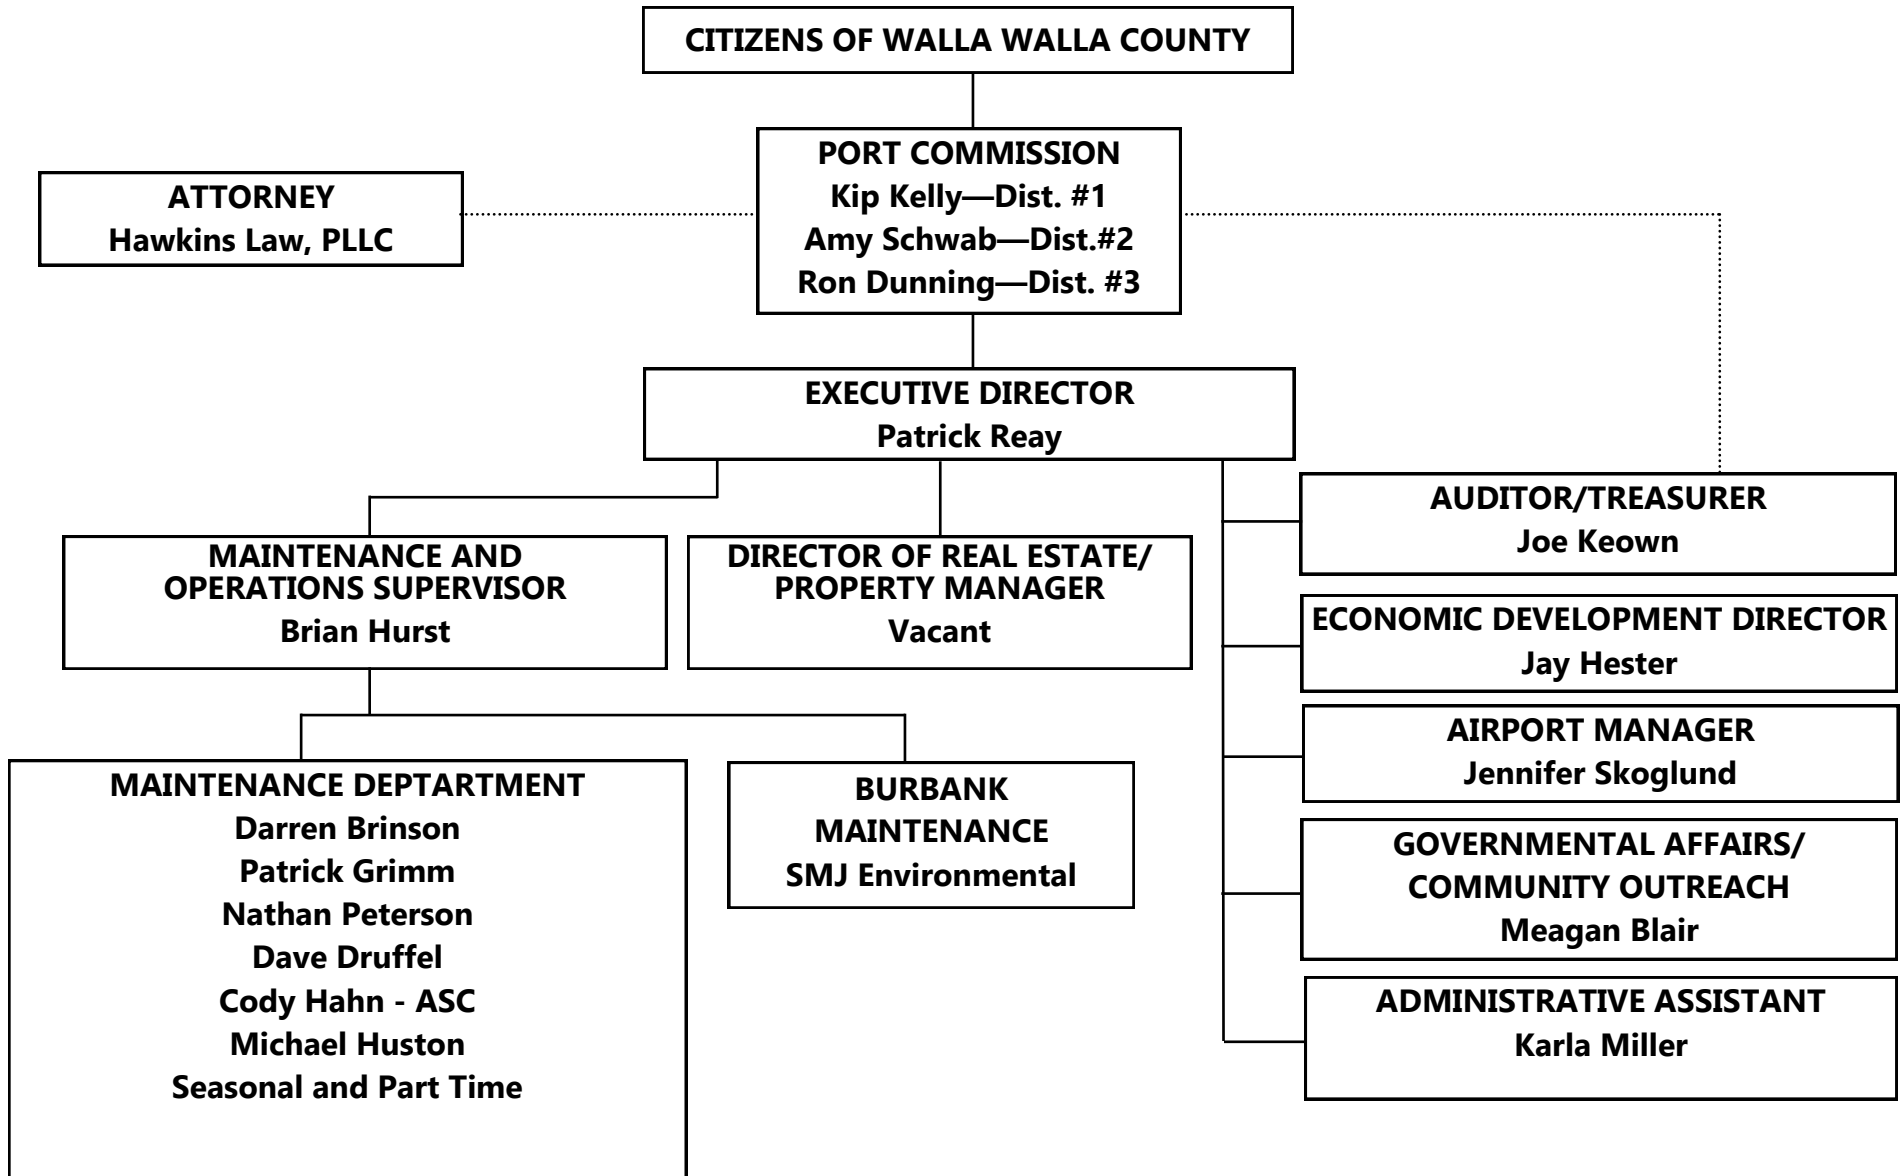 CITIZENS OF WALLA WALLA COUNTY
PORT COMMISSION
Kip Kelly—Dist. #1
Amy Schwab—Dist.#2
Ron Dunning—Dist. #3
ATTORNEY
Hawkins Law, PLLC
EXECUTIVE DIRECTOR
Patrick Reay
MAINTENANCE AND
OPERATIONS SUPERVISOR
Brian Hurst
DIRECTOR OF REAL ESTATE/
PROPERTY MANAGER
Vacant
AUDITOR/TREASURER
Joe Keown
ECONOMIC DEVELOPMENT DIRECTOR
Jay Hester
AIRPORT MANAGER
Jennifer Skoglund
GOVERNMENTAL AFFAIRS/
COMMUNITY OUTREACH
Meagan Blair
ADMINISTRATIVE ASSISTANT
Karla Miller
MAINTENANCE DEPTARTMENT
Darren Brinson
Patrick Grimm
Nathan Peterson
Dave Druffel
Cody Hahn - ASC
Michael Huston
Seasonal and Part Time
BURBANK
MAINTENANCE
SMJ Environmental